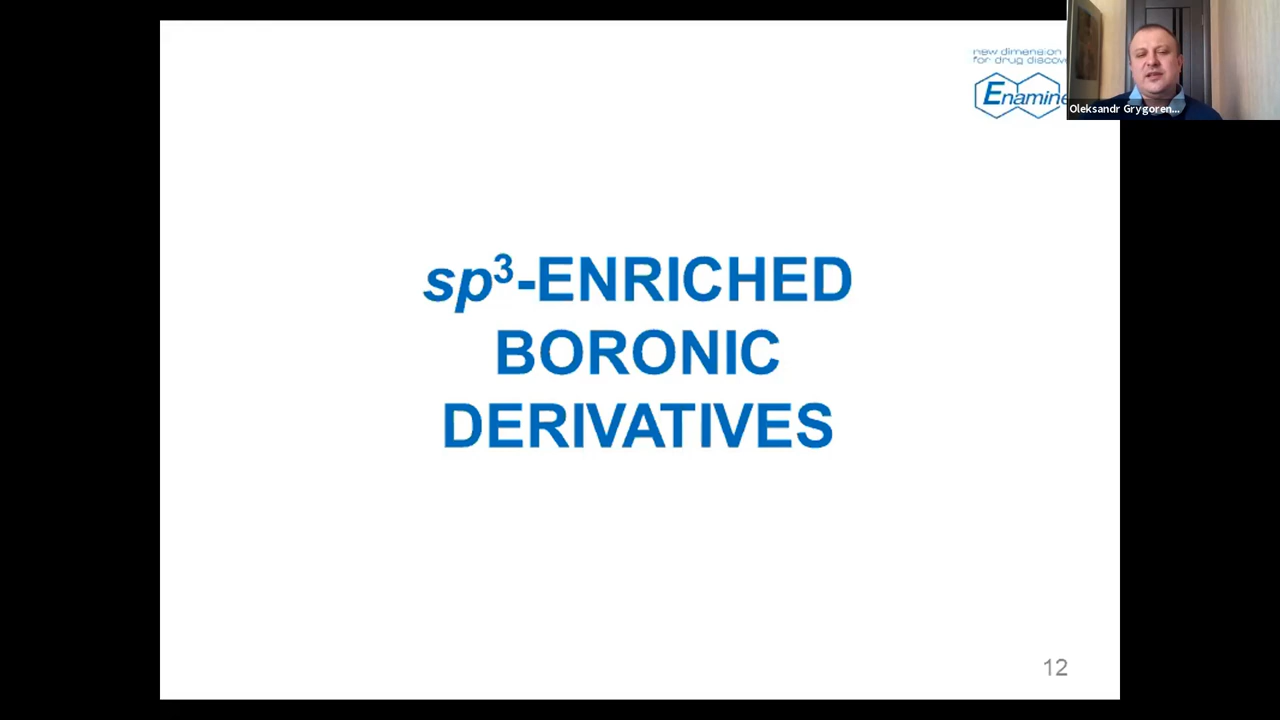 new dimension
for drug discov
Enamine
Oleksandr Grygoren...
sp³-ENRICHED
BORONIC
DERIVATIVES
12